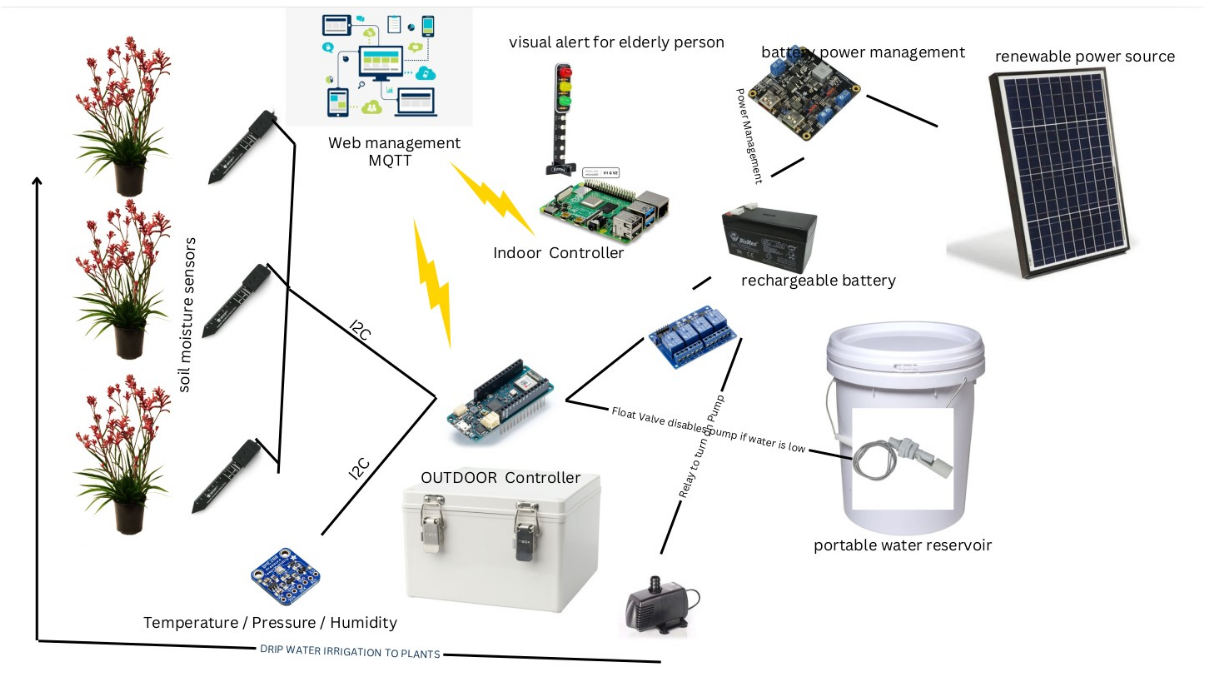 visual alert for elderly person
battery power management
renewable power source
Web management
MQTT
Power Management
Indoor Controller
rechargeable battery
soil moisture sensors
I2C
Float Valve disables pump if water is low
Relay to turn on Pump
I2C
OUTDOOR Controller
portable water reservoir
Temperature / Pressure / Humidity
DRIP WATER IRRIGATION TO PLANTS